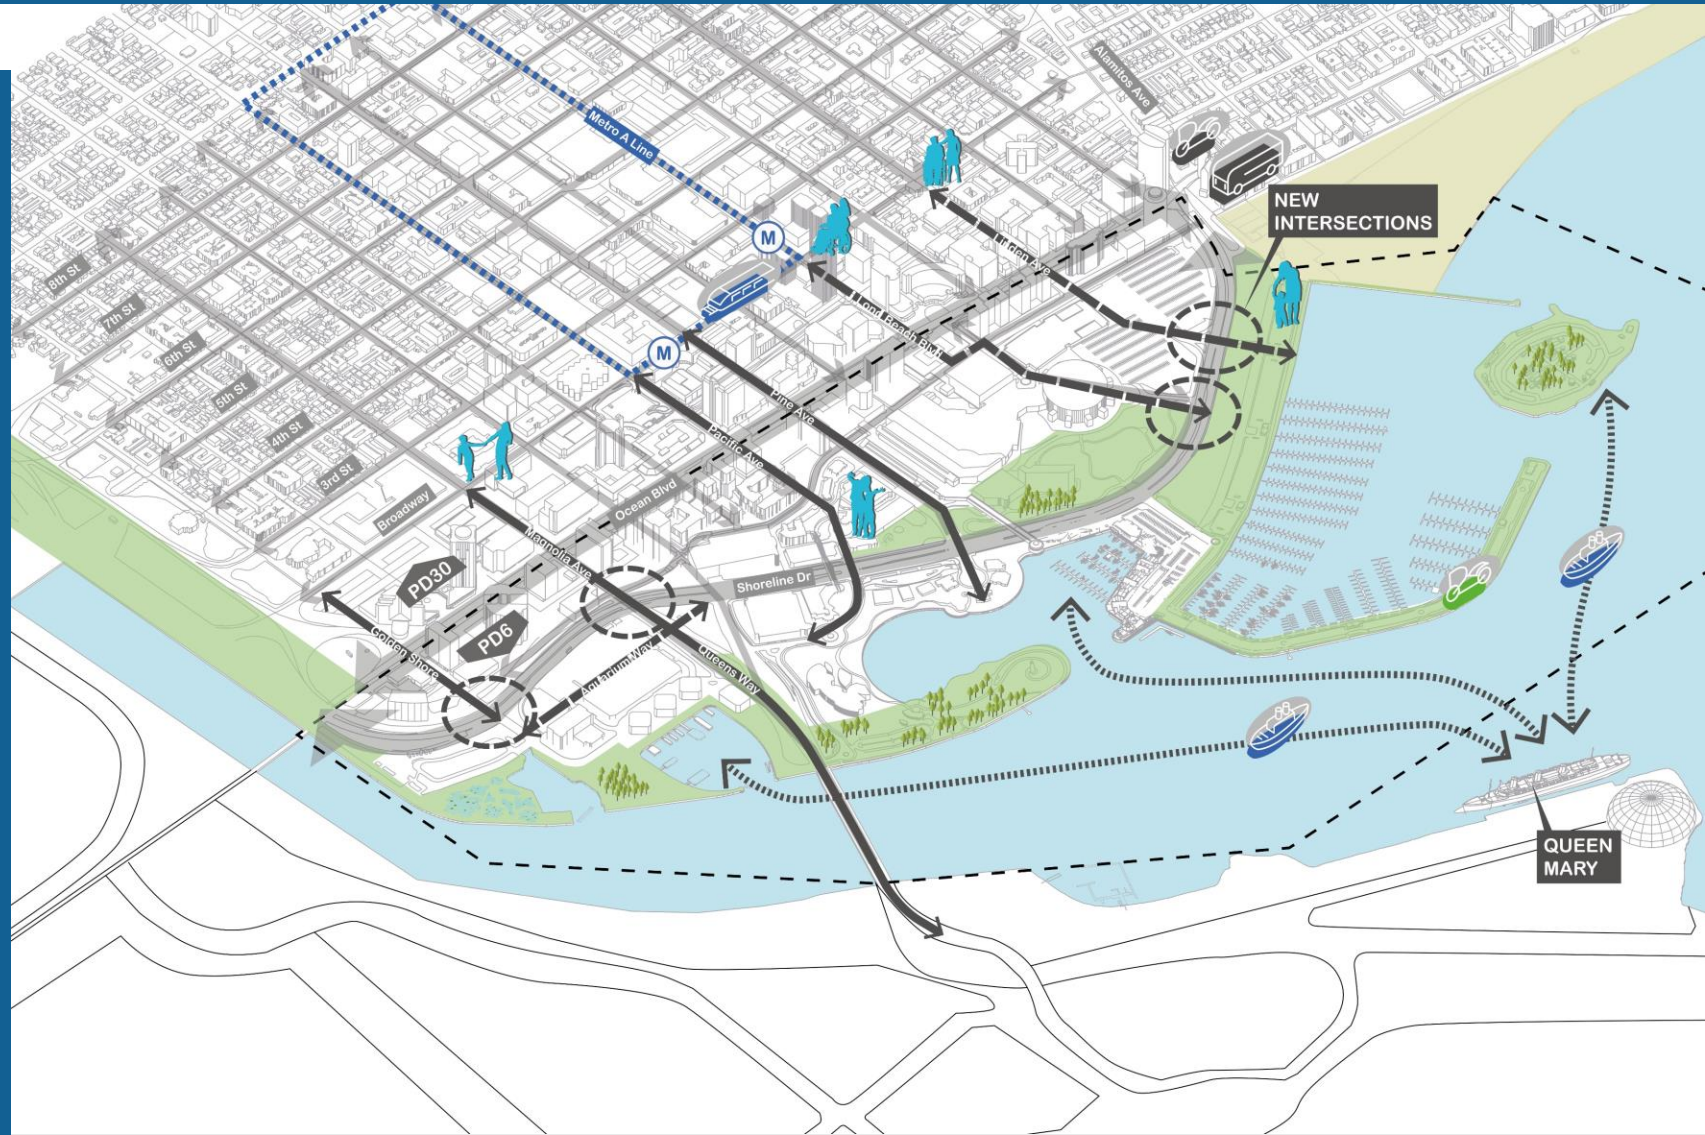 Alamitos Ave
Metro A Line
NEW
INTERSECTIONS
M
Linden Ave
8th St
Long Beach Blvd
7th St
M
6th St
5th St
Pine Ave
4th St
Pacific Ave
3rd St
Broadway
Ocean Blvd
Magnolia Ave
PD30
Shoreline Dr
PD6
Golden Shore
Aquarium Way
Queens Way
QUEEN
MARY